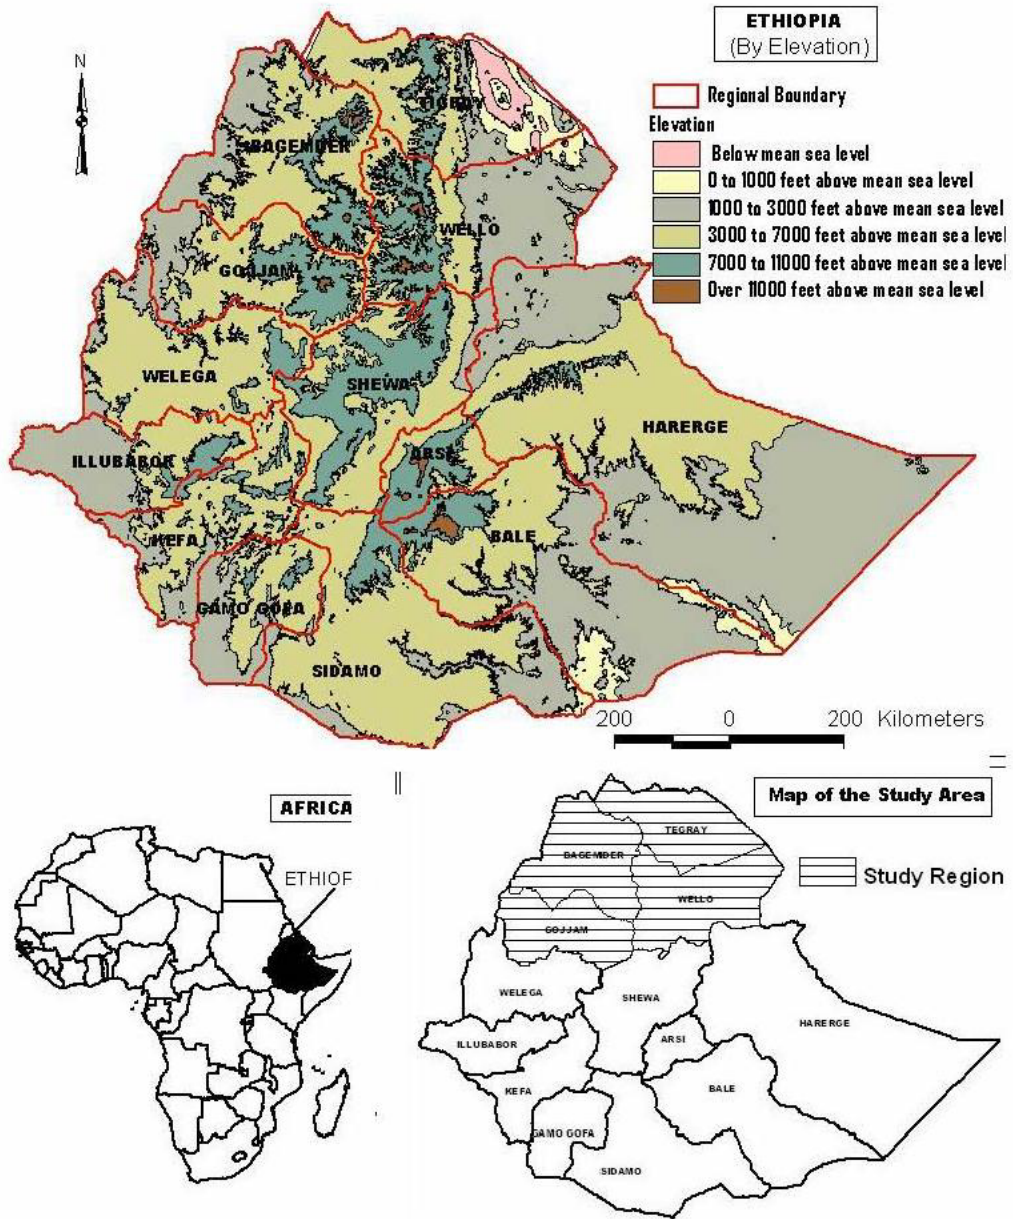 ETHIOPIA
(By Elevation)
N
Regional Boundary
Elevation
Below mean sea level
0 to 1000 feet above mean sea level
1000 to 3000 feet above mean sea level
3000 to 7000 feet above mean sea level
7000 to 11000 feet above mean sea level
Over 11000 feet above mean sea level
TIGRAY
BAGEMDER
WELLO
GOJJAM
WELEGA
SHEWA
HARERGE
ARSI
ILLUBABOR
KEFA
BALE
GAMO GOFA
SIDAMO
200 0 200 Kilometers
AFRICA
ETHIOP
Map of the Study Area
Study Region
TEGRAY
BAGEMDER
WELLO
GOJJAM
WELEGA
SHEWA
HARERGE
ARSI
ILLUBABOR
KEFA
BALE
GAMO GOFA
SIDAMO